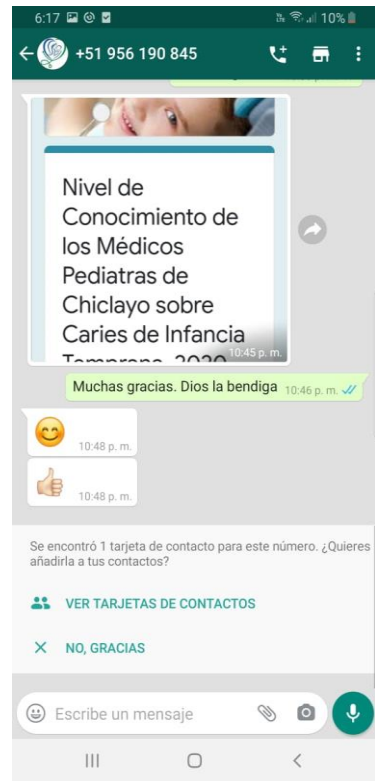 6:17
10%
+51 956 190 845
Nivel de
Conocimiento de
los Médicos
Pediatras de
Chiclayo sobre
Caries de Infancia
Temprana. 2020
10:45 p. m.
Muchas gracias. Dios la bendiga 10:46 p. m.
10:48 p. m.
10:48 p. m.
Se encontró 1 tarjeta de contacto para este número. ¿Quieres
añadirla a tus contactos?
VER TARJETAS DE CONTACTOS
NO, GRACIAS
Escribe un mensaje